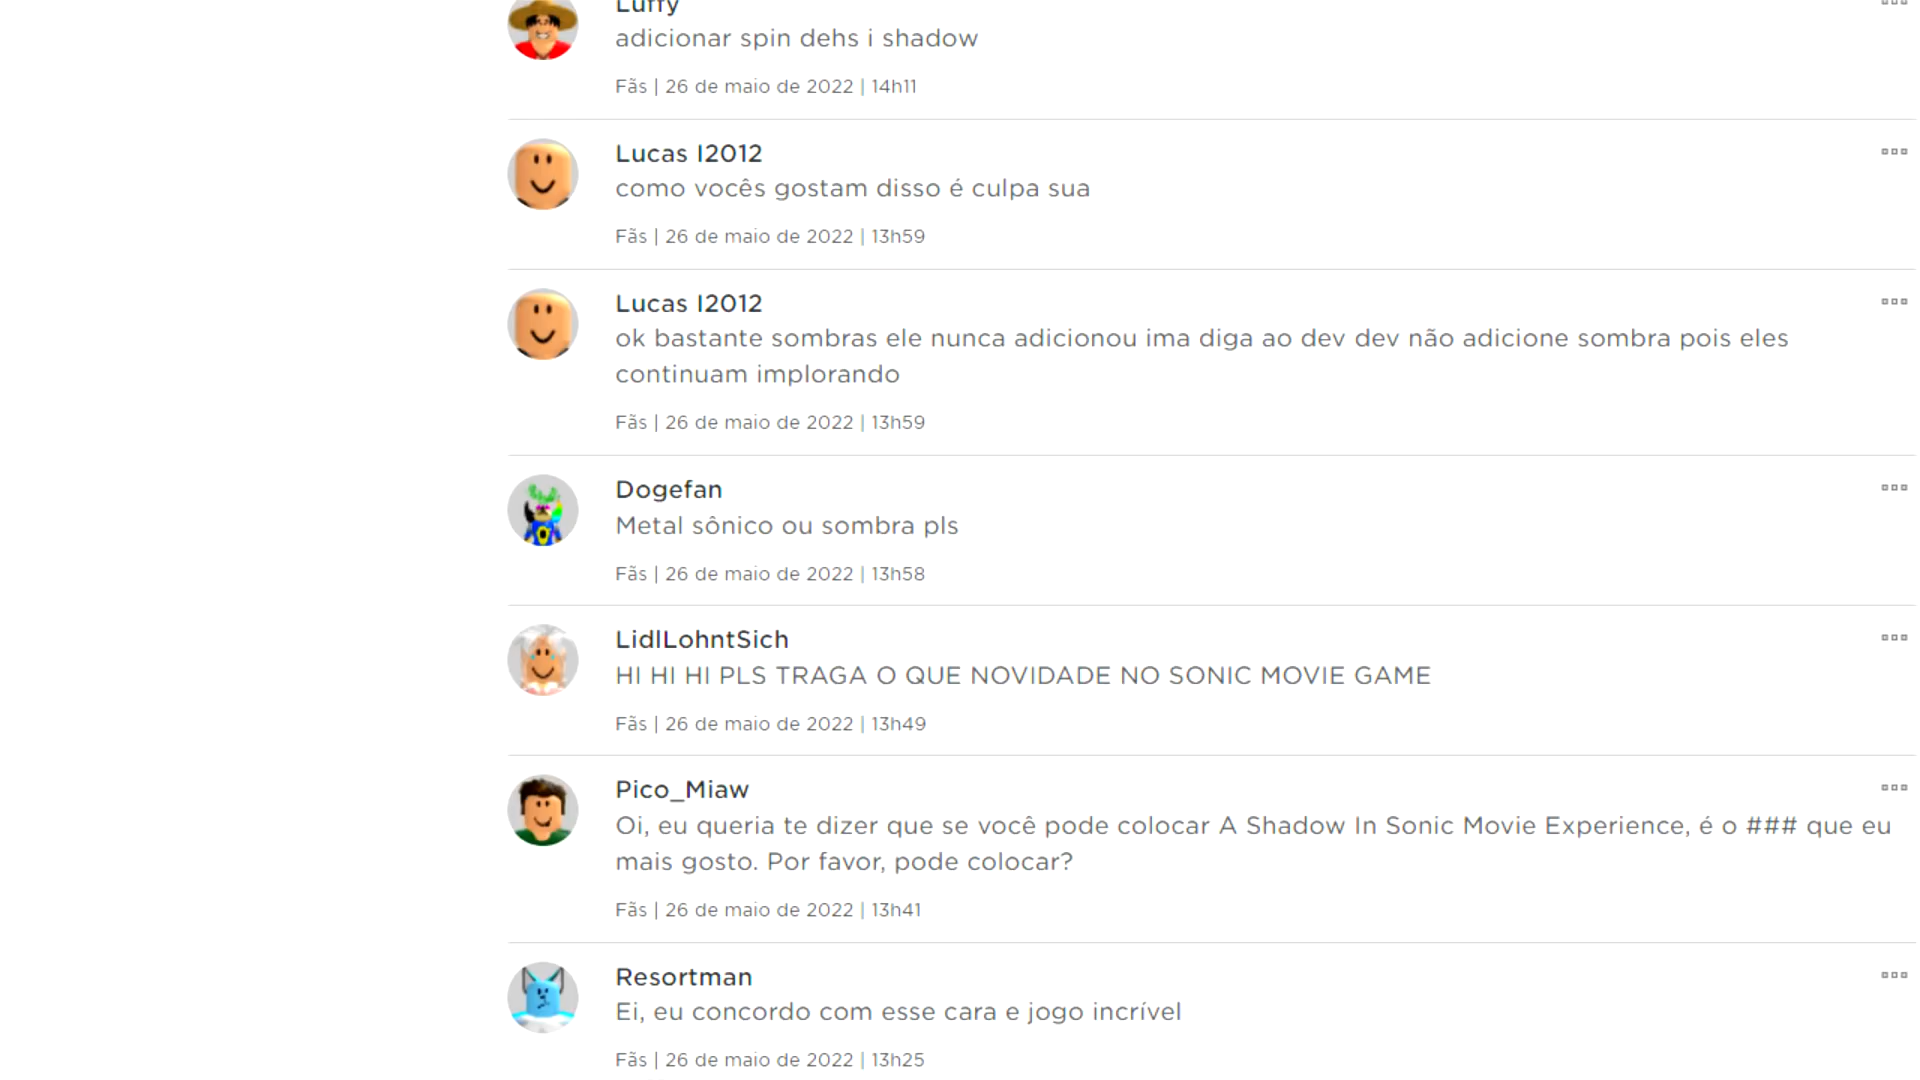 Luffy
adicionar spin dehs i shadow
Fãs | 26 de maio de 2022 | 14h11
Lucas I2012
como vocês gostam disso é culpa sua
Fãs | 26 de maio de 2022 | 13h59
Lucas I2012
ok bastante sombras ele nunca adicionou ima diga ao dev dev não adicione sombra pois eles
continuam implorando
Fãs | 26 de maio de 2022 | 13h59
Dogefan
Metal sônico ou sombra pls
Fãs | 26 de maio de 2022 | 13h58
LidlLohntSich
HI HI HI PLS TRAGA O QUE NOVIDADE NO SONIC MOVIE GAME
Fãs | 26 de maio de 2022 | 13h49
Pico_Miaw
Oi, eu queria te dizer que se você pode colocar A Shadow In Sonic Movie Experience, é o ### que eu
mais gosto. Por favor, pode colocar?
Fãs | 26 de maio de 2022 | 13h41
Resortman
Ei, eu concordo com esse cara e jogo incrível
Fãs | 26 de maio de 2022 | 13h25